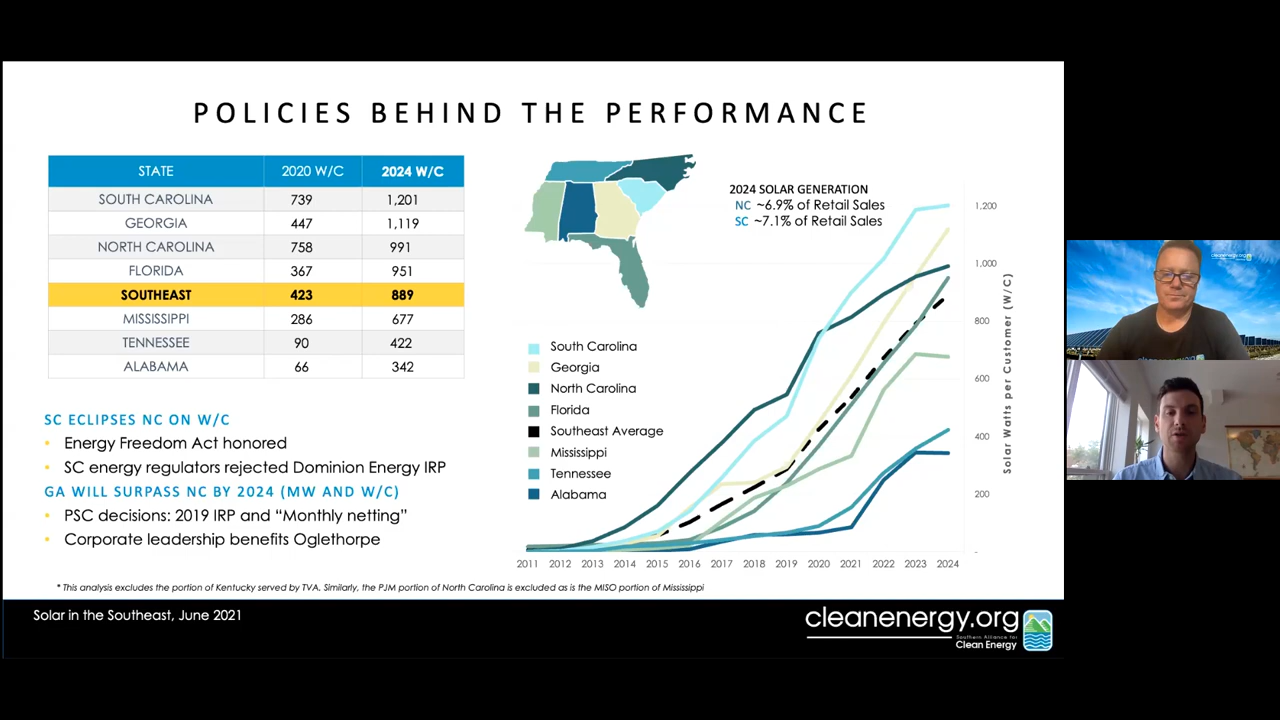 POLICIES BEHIND THE PERFORMANCE
STATE 2020 W/C 2024 W/C
SOUTH CAROLINA 739 1,201
GEORGIA 447 1,119
NORTH CAROLINA 758 991
FLORIDA 367 951
SOUTHEAST 423 889
MISSISSIPPI 286 677
TENNESSEE 90 422
ALABAMA 66 342
SC ECLIPSES NC ON W/C
• Energy Freedom Act honored
• SC energy regulators rejected Dominion Energy IRP
GA WILL SURPASS NC BY 2024 (MW AND W/C)
• PSC decisions: 2019 IRP and “Monthly netting”
• Corporate leadership benefits Oglethorpe
2024 SOLAR GENERATION
NC ~6.9% of Retail Sales
SC ~7.1% of Retail Sales
South Carolina
Georgia
North Carolina
Florida
Southeast Average
Mississippi
Tennessee
Alabama
1,200
1,000
800
600
400
200
-
Solar Watts per Customer (W/C)
2011 2012 2013 2014 2015 2016 2017 2018 2019 2020 2021 2022 2023 2024
* This analysis excludes the portion of Kentucky served by TVA. Similarly, the PJM portion of North Carolina is excluded as is the MISO portion of Mississippi
Solar in the Southeast, June 2021
cleanenergy.org
Southern Alliance for
Clean Energy
cleanenergy.org